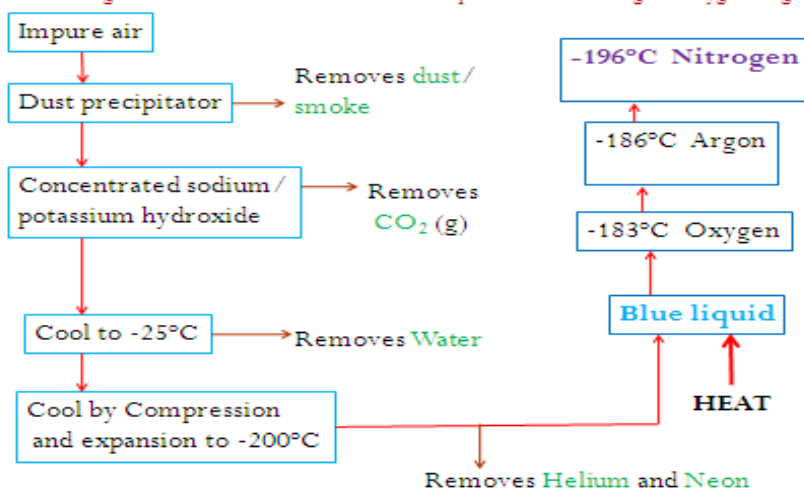 Impure air
Dust precipitator
Removes dust/
smoke
Concentrated sodium/
potassium hydroxide
Removes
CO₂ (g)
Cool to -25°C
Removes Water
Cool by Compression
and expansion to -200°C
Removes Helium and Neon
-196°C Nitrogen
-186°C Argon
-183°C Oxygen
Blue liquid
HEAT